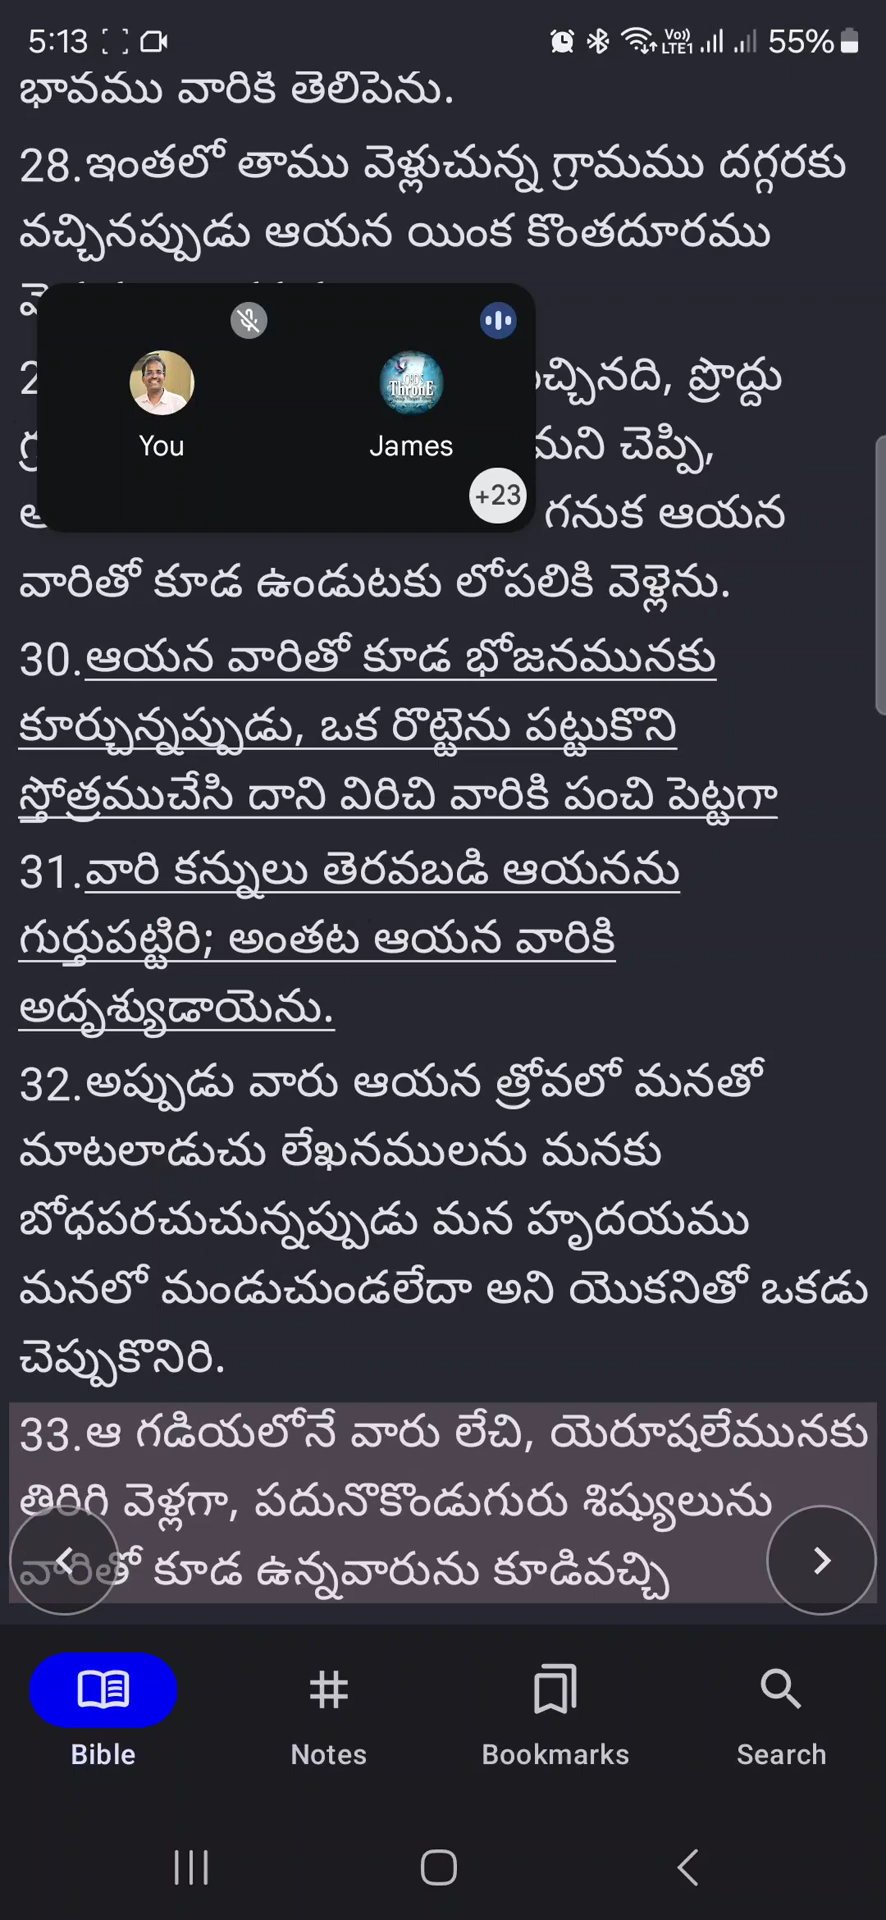 5:13 Vo)) LTE1 55%
భావము వారికి తెలిపెను.
28.ఇంతలో తాము వెళ్లుచున్న గ్రామము దగ్గరకు
వచ్చినప్పుడు ఆయన యింక కొంతదూరము
చ్చినది, ప్రొద్దు
You James
మని చెప్పి,
+23
గనుక ఆయన
వారితో కూడ ఉండుటకు లోపలికి వెళ్లెను.
30.ఆయన వారితో కూడ భోజనమునకు
కూర్చున్నప్పుడు, ఒక రొట్టెను పట్టుకొని
స్తోత్రముచేసి దాని విరిచి వారికి పంచి పెట్టగా
31.వారి కన్నులు తెరవబడి ఆయనను
గుర్తుపట్టిరి; అంతట ఆయన వారికి
అదృశ్యుడాయెను.
32.అప్పుడు వారు ఆయన త్రోవలో మనతో
మాటలాడుచు లేఖనములను మనకు
బోధపరచుచున్నప్పుడు మన హృదయము
మనలో మండుచుండలేదా అని యొకనితో ఒకడు
చెప్పుకొనిరి.
33.ఆ గడియలోనే వారు లేచి, యెరూషలేమునకు
తిరిగి వెళ్లగా, పదునొకొండుగురు శిష్యులును
వారితో కూడ ఉన్నవారును కూడివచ్చి
Bible Notes Bookmarks Search